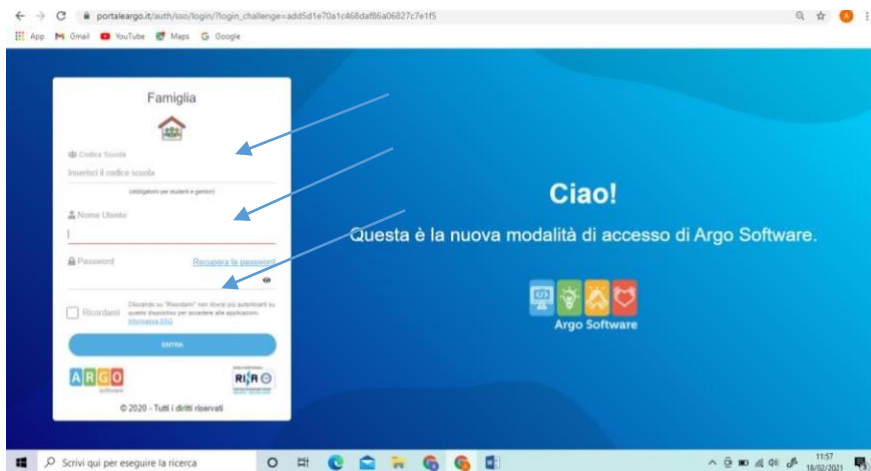 portaleargo.it/auth/sso/login/?login_challenge=add5d1e70a1c468daf86a06827c7e1f5
App Gmail YouTube Maps Google
Famiglia
Codice Scuola
Inserisci il codice scuola
(obbligatorio per studenti e genitori)
Nome Utente
Password Recupera la password
Ricordami
Cliccando su "Ricordami" non dovrai più autenticarti su
questo dispositivo per accedere alle applicazioni.
Informativa SSO
ENTRA
ARGO
software
RINA
© 2020 - Tutti i diritti riservati
Ciao!
Questa è la nuova modalità di accesso di Argo Software.
Argo Software
Scrivi qui per eseguire la ricerca
11:57
18/02/2021